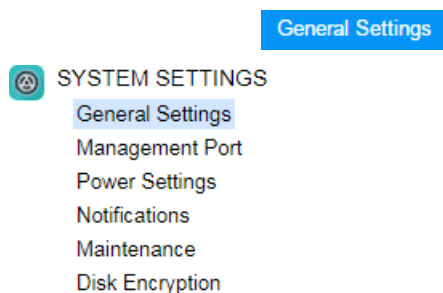 General Settings
SYSTEM SETTINGS
General Settings
Management Port
Power Settings
Notifications
Maintenance
Disk Encryption